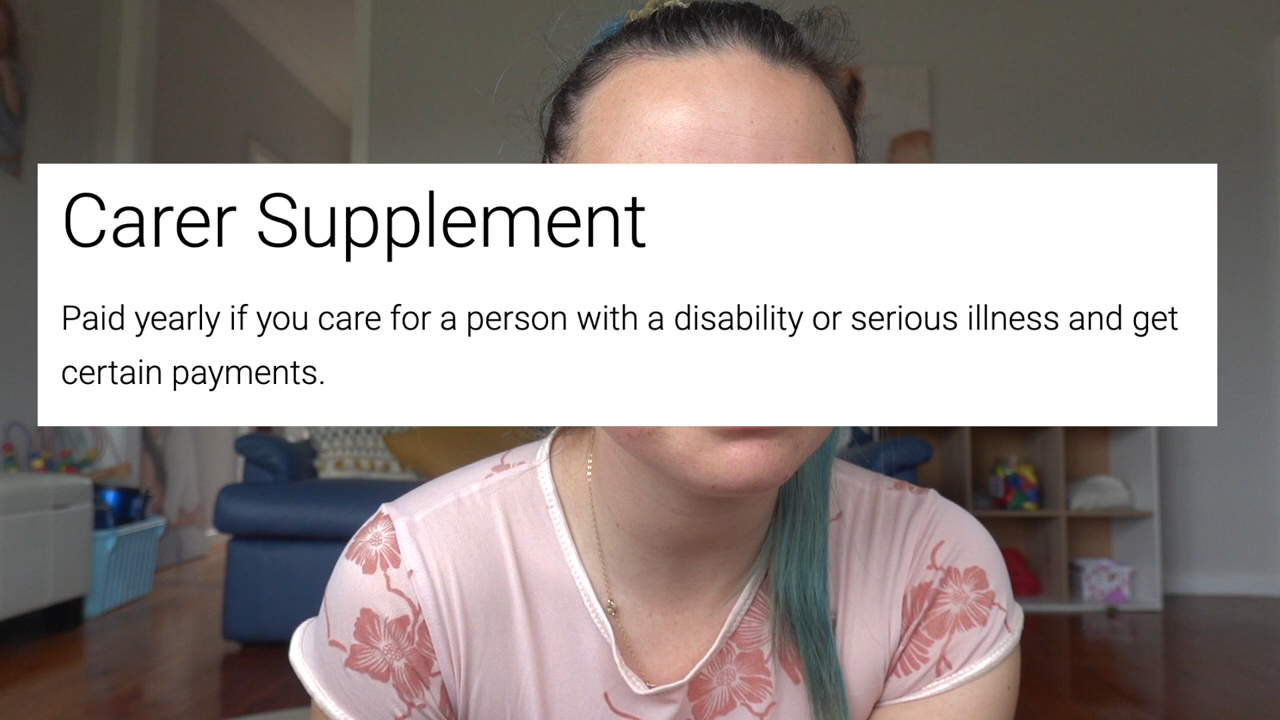 Carer Supplement
Paid yearly if you care for a person with a disability or serious illness and get
certain payments.